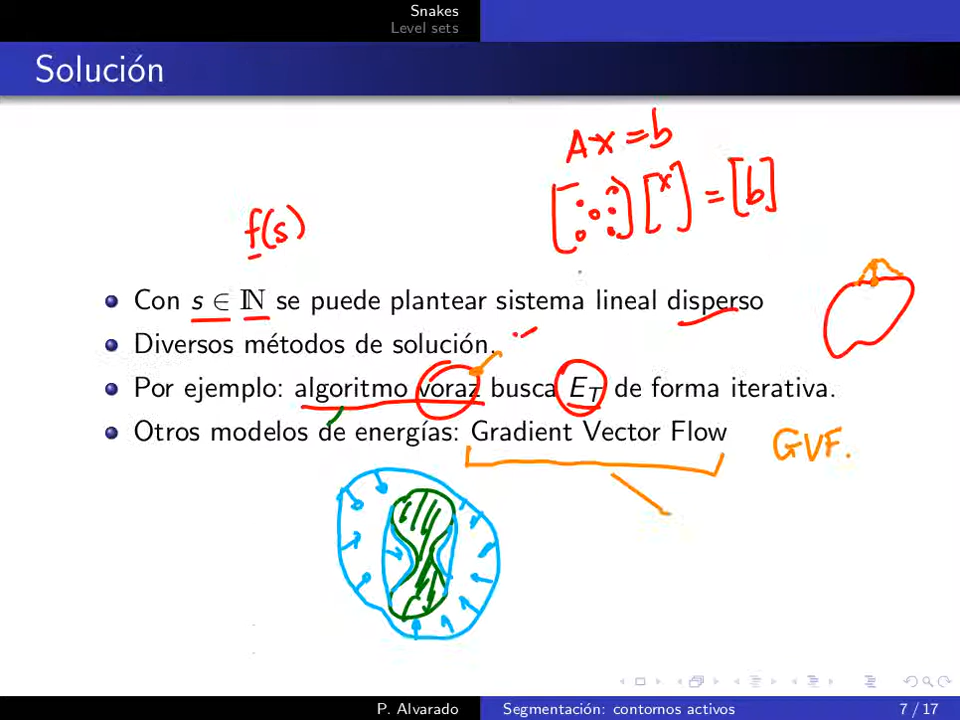 Snakes
Level sets
Solución
Ax=b
[ ] [x] = [b]
f(s)
Con s ∈ ℕ se puede plantear sistema lineal disperso
Diversos métodos de solución.
Por ejemplo: algoritmo voraz busca E_T de forma iterativa.
Otros modelos de energías: Gradient Vector Flow
GVF.
P. Alvarado
Segmentación: contornos activos
7 / 17